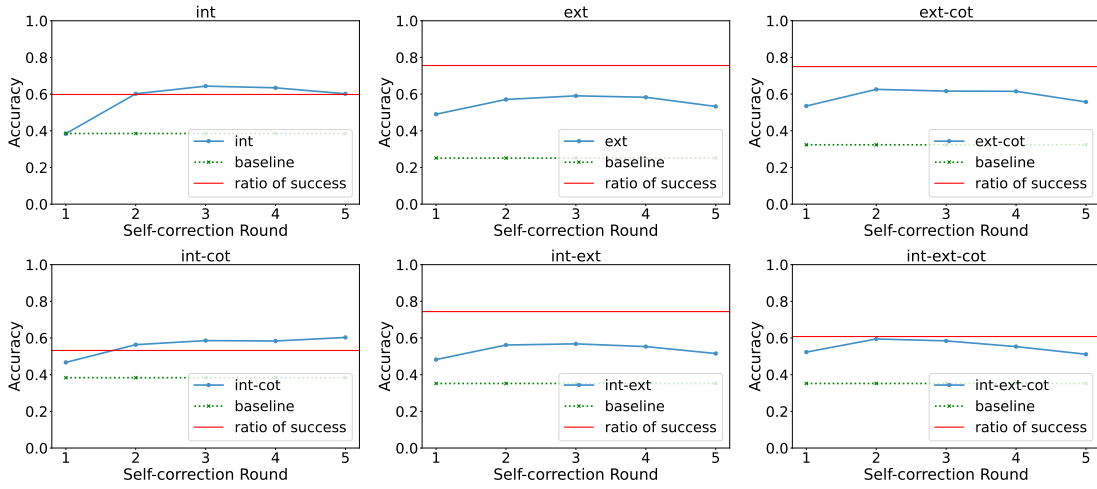 int
1.0
0.8
0.6
0.4
0.2
0.0
Accuracy
int
baseline
ratio of success
1 2 3 4 5
Self-correction Round
ext
1.0
0.8
0.6
0.4
0.2
0.0
Accuracy
ext
baseline
ratio of success
1 2 3 4 5
Self-correction Round
ext-cot
1.0
0.8
0.6
0.4
0.2
0.0
Accuracy
ext-cot
baseline
ratio of success
1 2 3 4 5
Self-correction Round
int-cot
1.0
0.8
0.6
0.4
0.2
0.0
Accuracy
int-cot
baseline
ratio of success
1 2 3 4 5
Self-correction Round
int-ext
1.0
0.8
0.6
0.4
0.2
0.0
Accuracy
int-ext
baseline
ratio of success
1 2 3 4 5
Self-correction Round
int-ext-cot
1.0
0.8
0.6
0.4
0.2
0.0
Accuracy
int-ext-cot
baseline
ratio of success
1 2 3 4 5
Self-correction Round